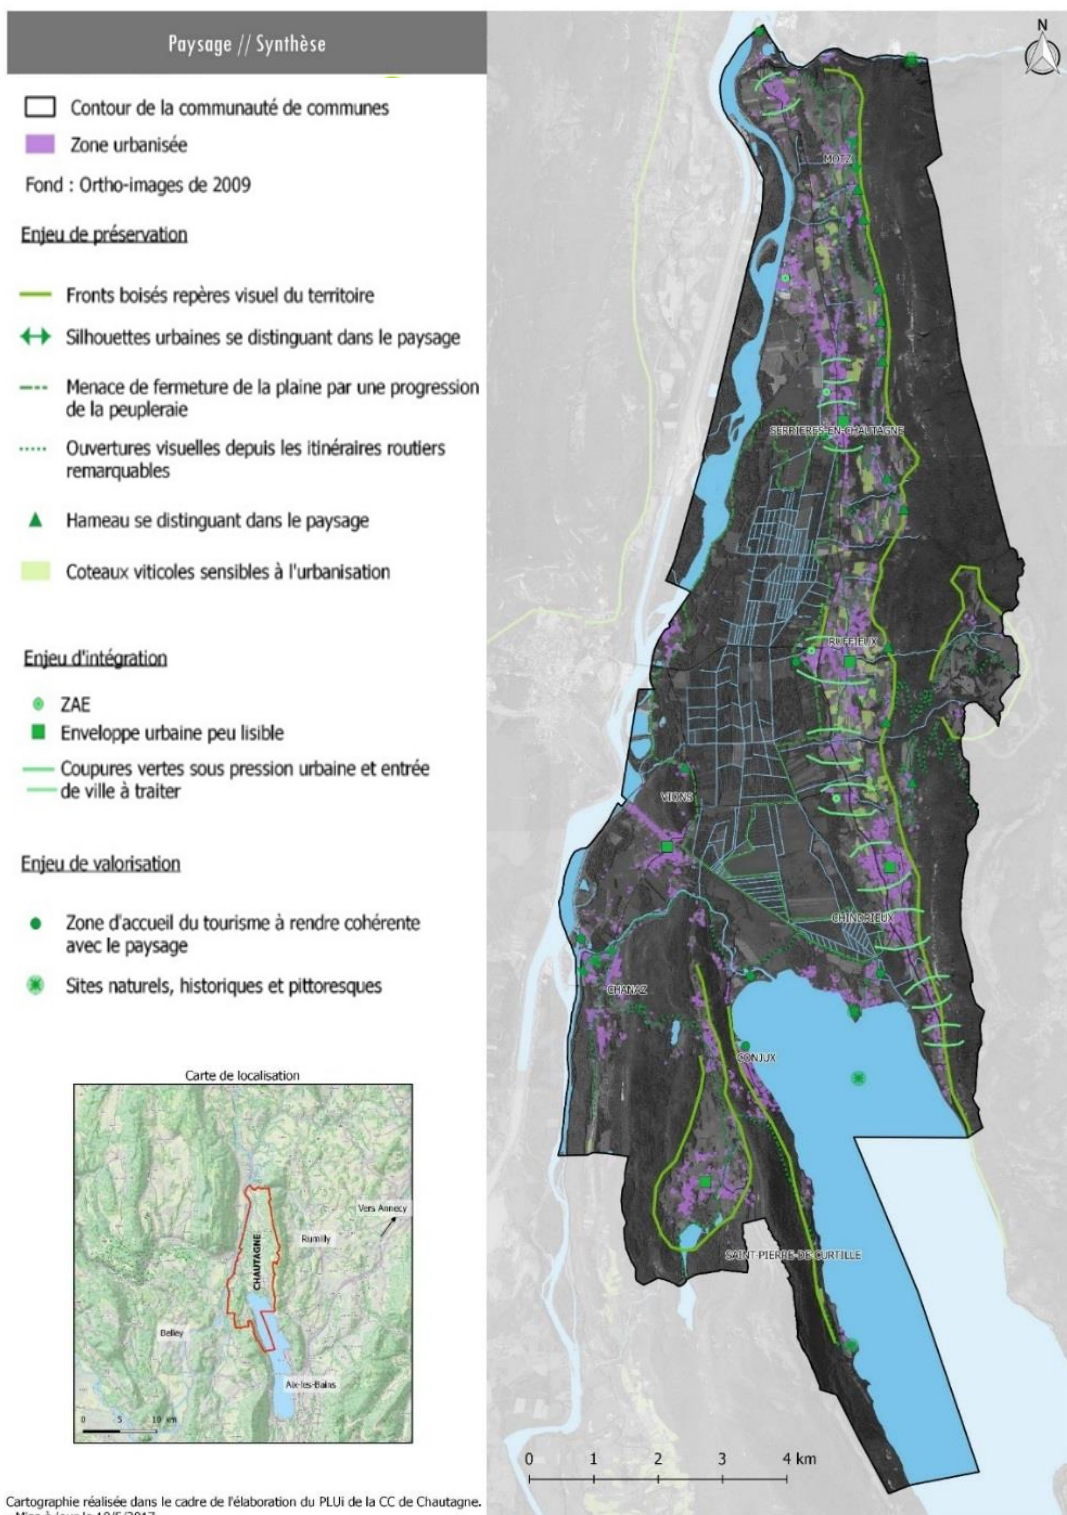 Paysage // Synthèse
Contour de la communauté de communes
Zone urbanisée
Fond : Ortho-images de 2009
Enjeu de préservation
Fronts boisés repères visuel du territoire
Silhouettes urbaines se distinguant dans le paysage
Menace de fermeture de la plaine par une progression
de la peupleraie
Ouvertures visuelles depuis les itinéraires routiers
remarquables
Hameau se distinguant dans le paysage
Coteaux viticoles sensibles à l'urbanisation
Enjeu d'intégration
ZAE
Enveloppe urbaine peu lisible
Coupures vertes sous pression urbaine et entrée
de ville à traiter
Enjeu de valorisation
Zone d'accueil du tourisme à rendre cohérente
avec le paysage
Sites naturels, historiques et pittoresques
Carte de localisation
Vers Annecy
Rumilly
CHAUTAGNE
Belley
Aix-les-Bains
0 5 10 km
Cartographie réalisée dans le cadre de l'élaboration du PLUi de la CC de Chautagne.
Mise à jour le 10/5/2017
N
MOTZ
SERRIERES-EN-CHAUTAGNE
RUFFIEUX
VIONS
CHINDRIEUX
CHANAZ
CONJUX
SAINT-PIERRE-DE-CURTILLE
0 1 2 3 4 km